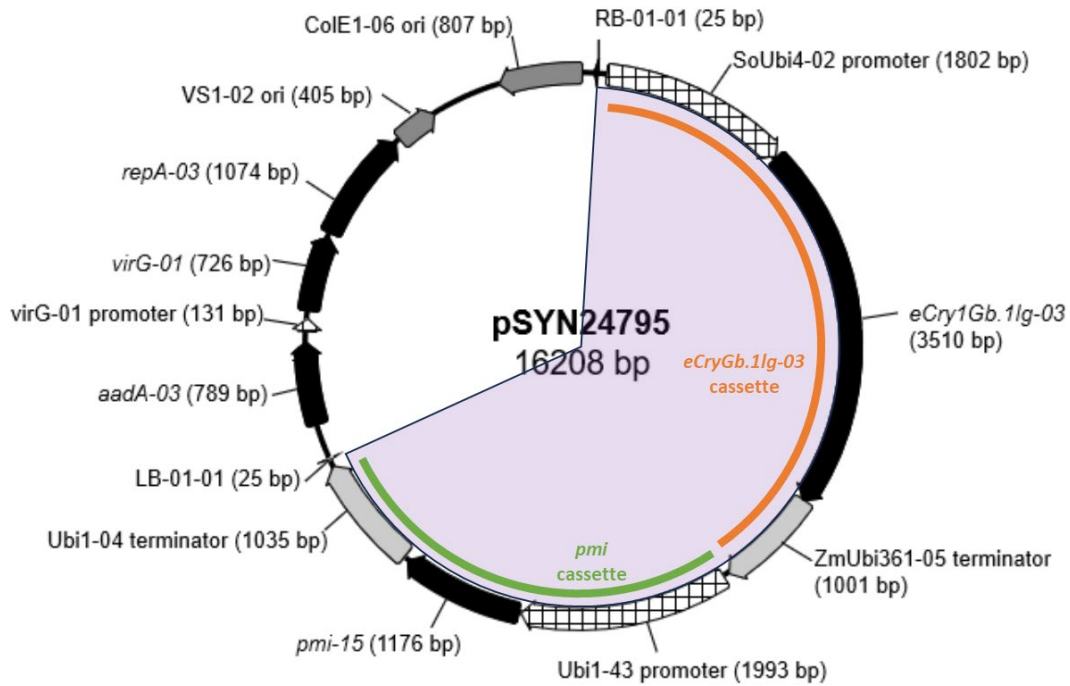 RB-01-01 (25 bp)
SoUbi4-02 promoter (1802 bp)
eCry1Gb.1Ig-03
(3510 bp)
ZmUbi361-05 terminator
(1001 bp)
Ubi1-43 promoter (1993 bp)
pmi-15 (1176 bp)
Ubi1-04 terminator (1035 bp)
LB-01-01 (25 bp)
aadA-03 (789 bp)
virG-01 promoter (131 bp)
virG-01 (726 bp)
repA-03 (1074 bp)
VS1-02 ori (405 bp)
ColE1-06 ori (807 bp)
pSYN24795
16208 bp
eCryGb.1Ig-03
cassette
pmi
cassette